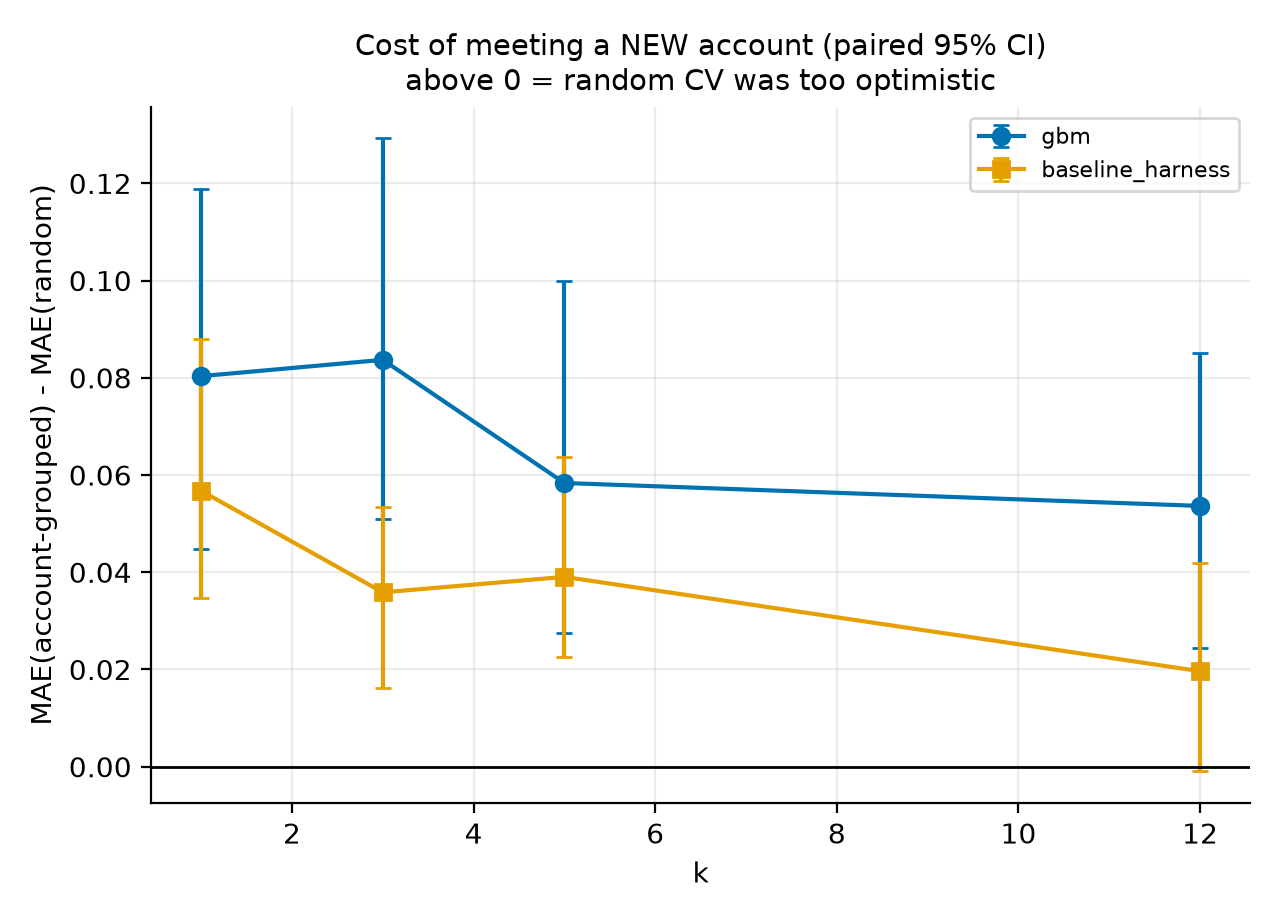 Cost of meeting a NEW account (paired 95% CI)
above 0 = random CV was too optimistic
gbm
baseline_harness
MAE(account-grouped) - MAE(random)
0.12
0.10
0.08
0.06
0.04
0.02
0.00
2
4
6
8
10
12
k